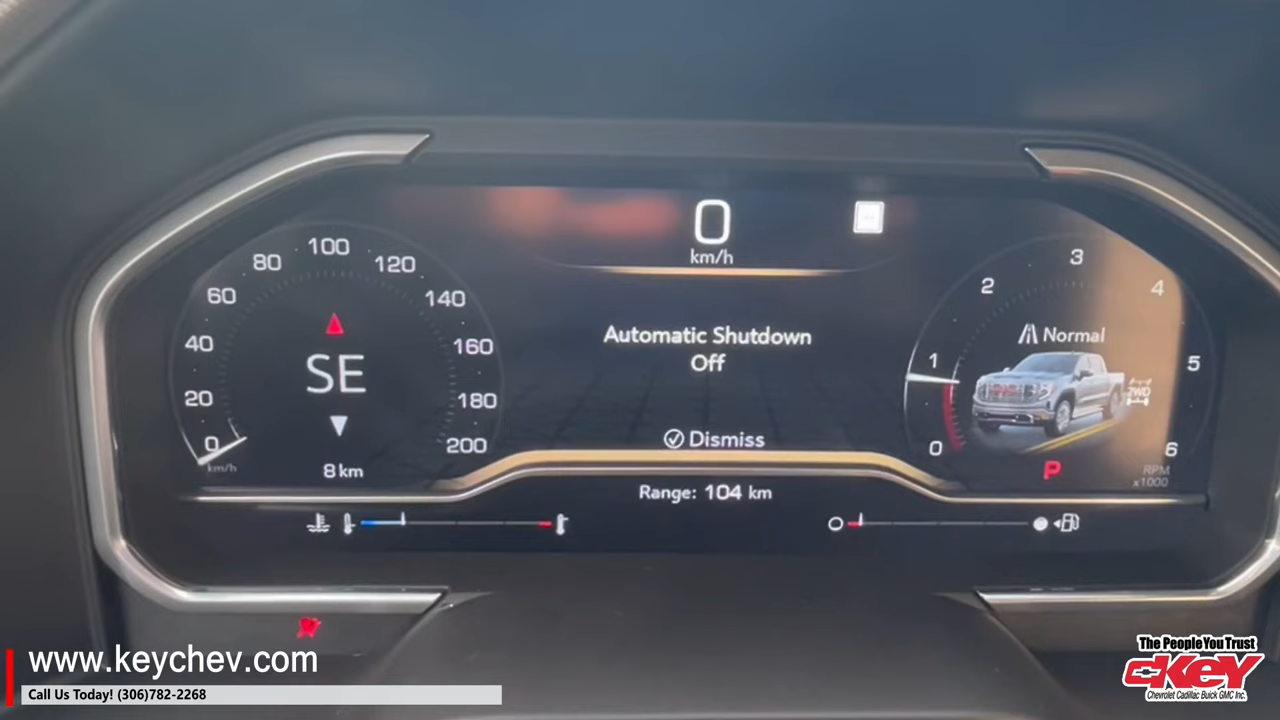 0
km/h
100
80
120
60
140
40
160
20
180
0
200
km/h
SE
8 km
Automatic Shutdown
Off
Dismiss
Range: 104 km
3
2
4
Normal
1
5
2WD
0
6
P
RPM
x1000
www.keychev.com
Call Us Today! (306)782-2268
The People You Trust
KEY
Chevrolet Cadillac Buick GMC Inc.